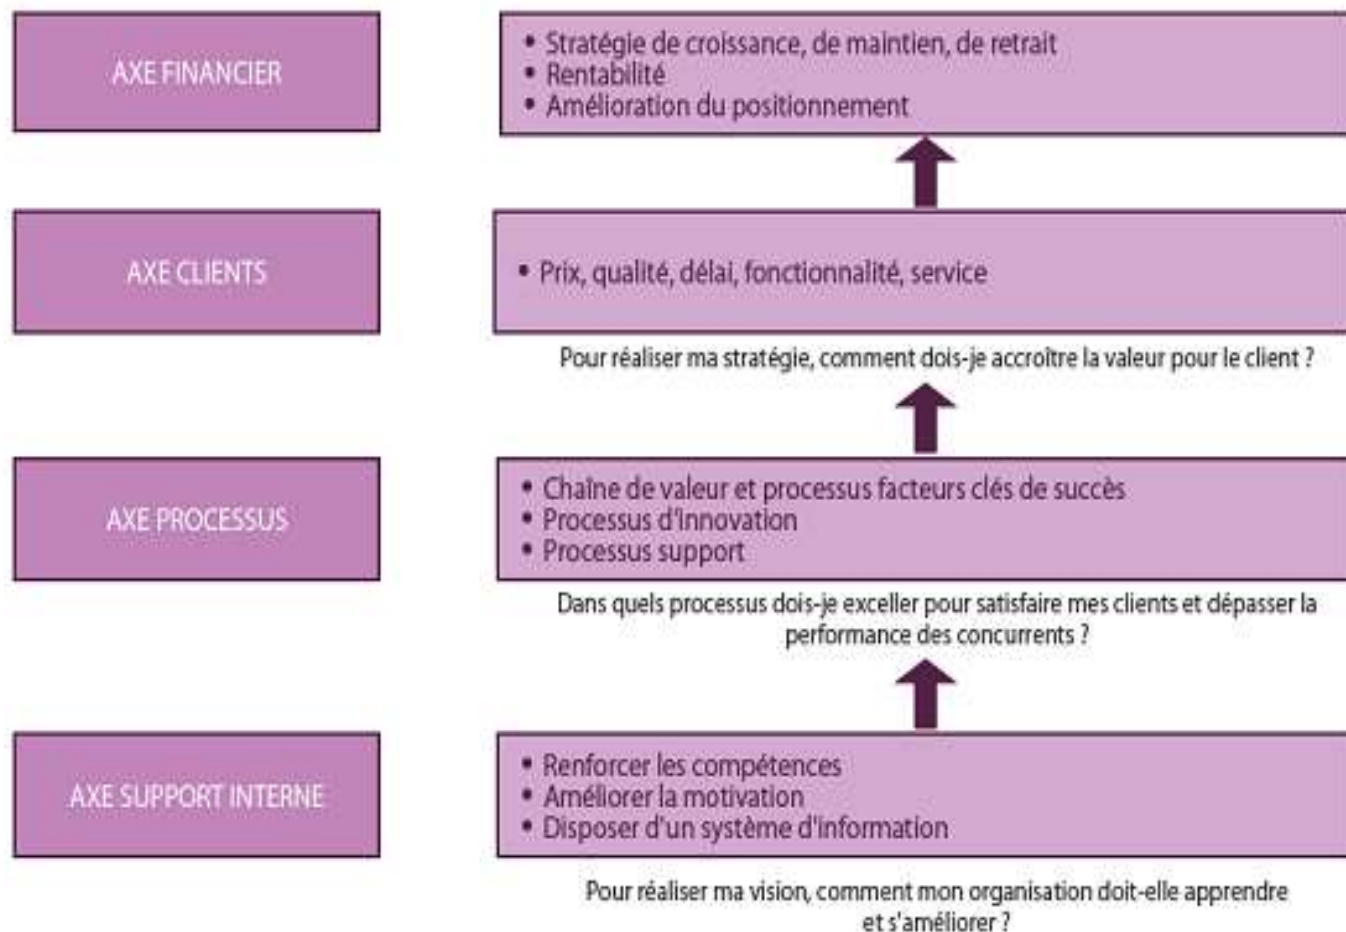 AXE FINANCIER
• Stratégie de croissance, de maintien, de retrait
• Rentabilité
• Amélioration du positionnement
AXE CLIENTS
• Prix, qualité, délai, fonctionnalité, service
Pour réaliser ma stratégie, comment dois-je accroître la valeur pour le client ?
AXE PROCESSUS
• Chaîne de valeur et processus facteurs clés de succès
• Processus d'innovation
• Processus support
Dans quels processus dois-je exceller pour satisfaire mes clients et dépasser la
performance des concurrents ?
AXE SUPPORT INTERNE
• Renforcer les compétences
• Améliorer la motivation
• Disposer d'un système d'information
Pour réaliser ma vision, comment mon organisation doit-elle apprendre
et s'améliorer ?